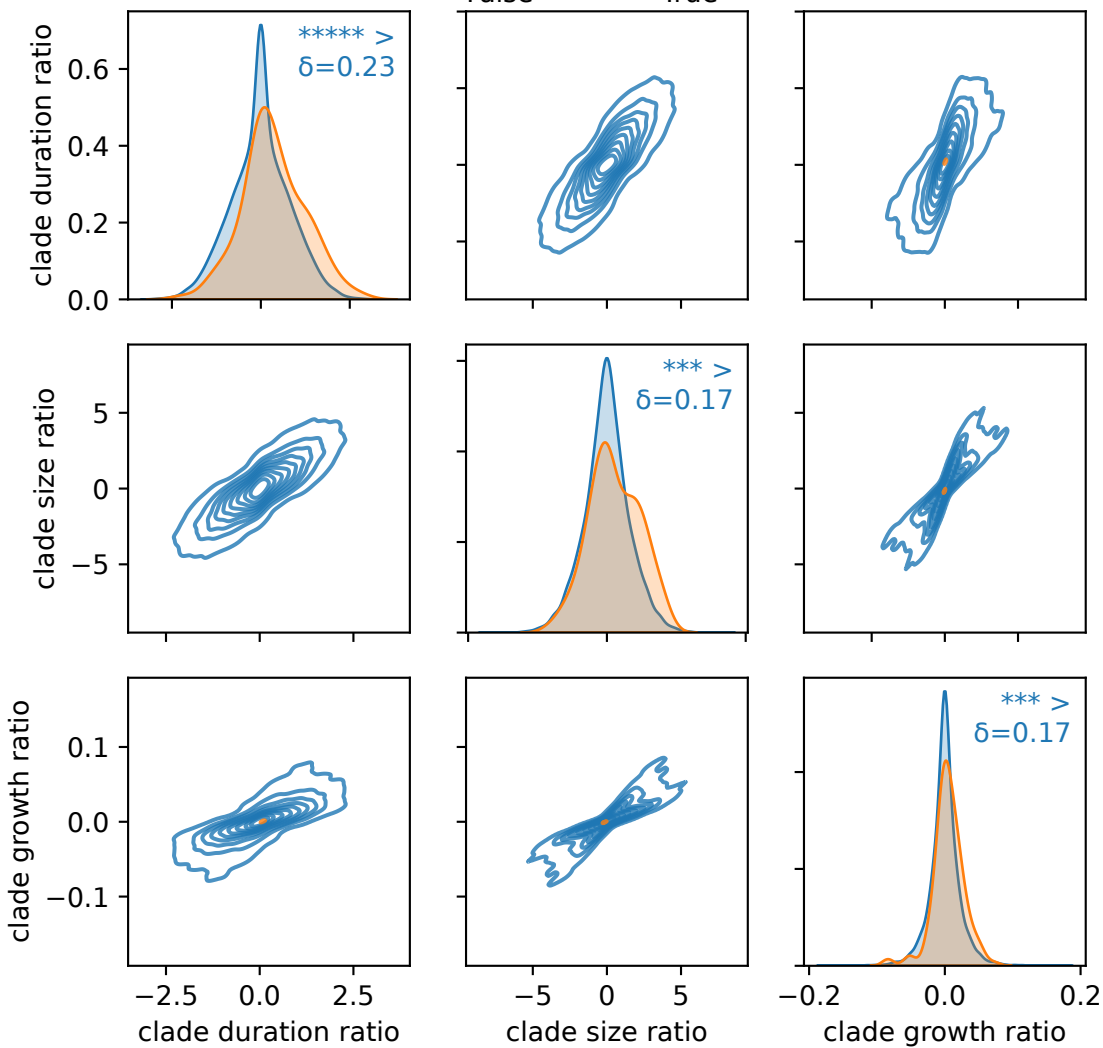 clade duration ratio
0.6
0.4
0.2
0.0
***** >
δ=0.23
clade size ratio
5
0
−5
*** >
δ=0.17
clade growth ratio
0.1
0.0
−0.1
*** >
δ=0.17
−2.5 0.0 2.5
−5 0 5
−0.2 0.0 0.2
clade duration ratio
clade size ratio
clade growth ratio